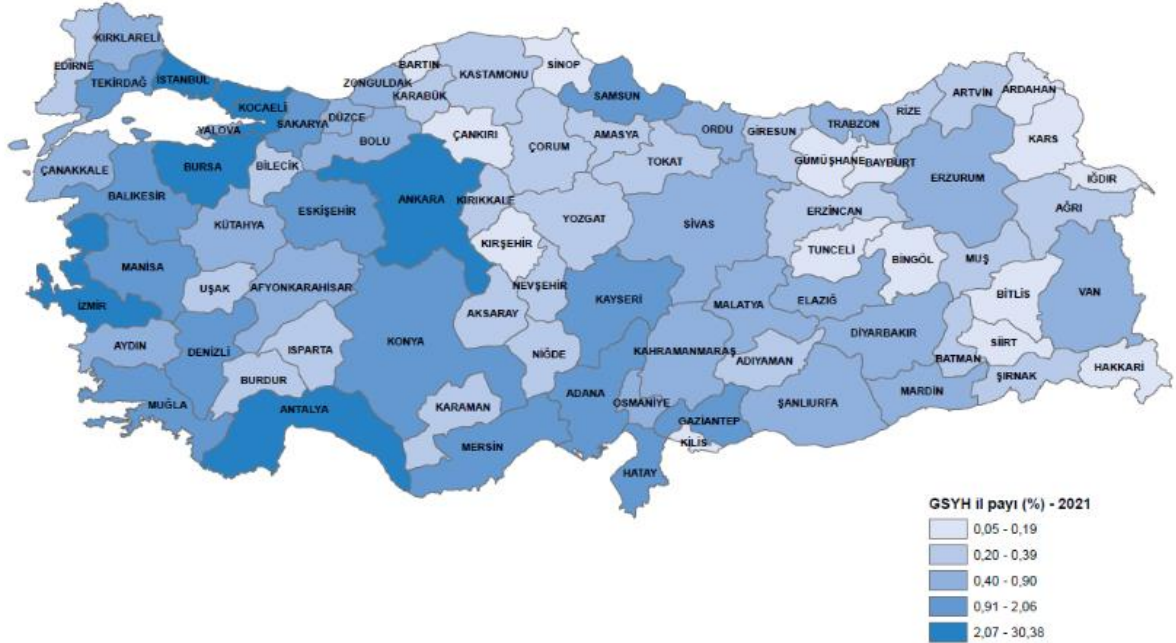 KIRKLARELİ
EDİRNE
TEKİRDAĞ
İSTANBUL
KOCAELİ
YALOVA
SAKARYA
DÜZCE
ZONGULDAK
BARTIN
KARABÜK
KASTAMONU
SİNOP
SAMSUN
ÇANKIRI
BOLU
ÇORUM
AMASYA
TOKAT
ORDU
GİRESUN
TRABZON
RİZE
ARTVİN
ARDAHAN
KARS
GÜMÜŞHANE
BAYBURT
ERZURUM
IĞDIR
AĞRI
ÇANAKKALE
BALIKESİR
BURSA
BİLECİK
ESKİŞEHİR
ANKARA
KIRIKKALE
YOZGAT
SİVAS
ERZİNCAN
TUNCELİ
BİNGÖL
MUŞ
BİTLİS
VAN
KÜTAHYA
MANİSA
UŞAK
AFYONKARAHİSAR
KIRŞEHİR
NEVŞEHİR
KAYSERİ
MALATYA
ELAZIĞ
DİYARBAKIR
SİİRT
BATMAN
HAKKARİ
ŞIRNAK
İZMİR
AYDIN
DENİZLİ
ISPARTA
BURDUR
KONYA
AKSARAY
NİĞDE
KAHRAMANMARAŞ
ADIYAMAN
MARDİN
ŞANLIURFA
MUĞLA
ANTALYA
KARAMAN
MERSİN
ADANA
OSMANİYE
GAZİANTEP
KİLİS
HATAY
GSYH il payı (%) - 2021
0,05 - 0,19
0,20 - 0,39
0,40 - 0,90
0,91 - 2,06
2,07 - 30,38